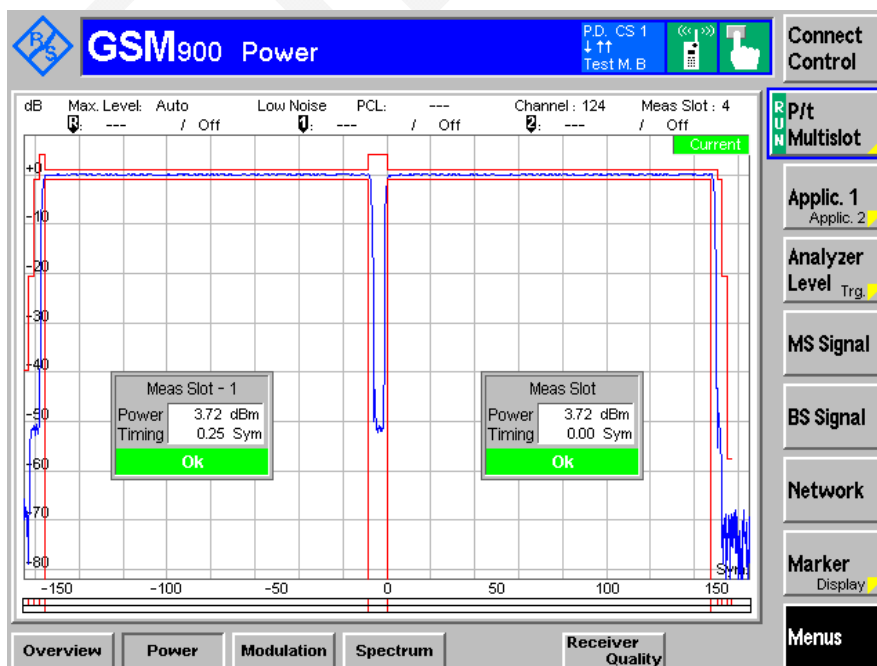 R/S
GSM900 Power
P.D. CS 1
↓ ↑↑
Test M. B
Connect
Control
dB Max. Level: Auto Low Noise PCL: --- Channel : 124 Meas Slot : 4
R: --- / Off 1: --- / Off 2: --- / Off
Current
RUN
P/t
Multislot
Applic. 1
Applic. 2
Analyzer
Level Trg.
MS Signal
BS Signal
Network
Marker
Display
Menus
+0
-10
-20
-30
-40
-50
-60
-70
-80
Meas Slot - 1
Power 3.72 dBm
Timing 0.25 Sym
Ok
Meas Slot
Power 3.72 dBm
Timing 0.00 Sym
Ok
Sym
-150 -100 -50 0 50 100 150
Overview Power Modulation Spectrum Receiver Quality